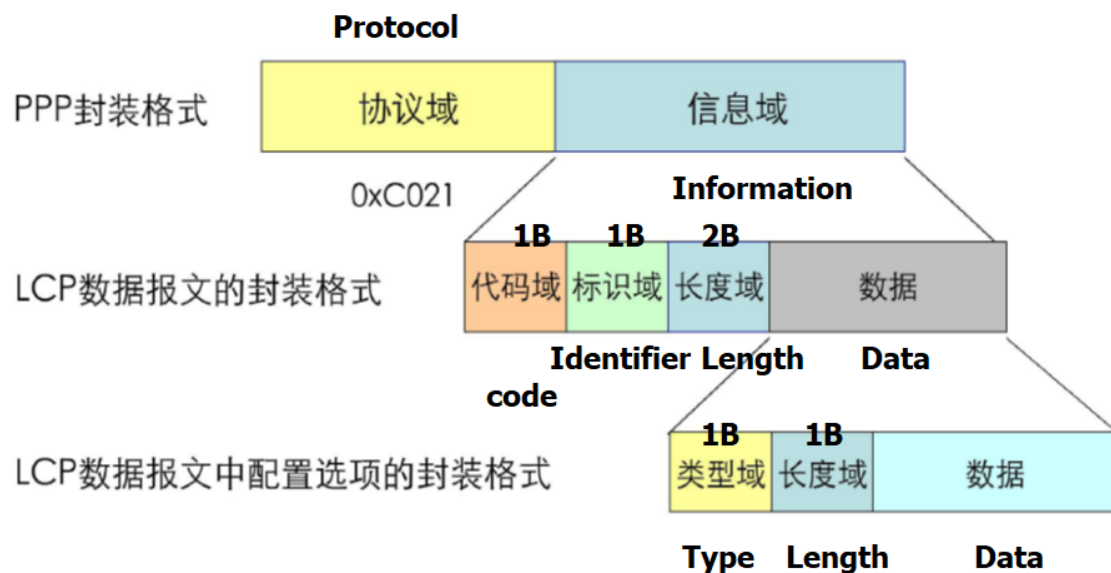 Protocol
PPP封装格式
协议域
信息域
0xC021
Information
1B
1B
2B
LCP数据报文的封装格式
代码域
标识域
长度域
数据
Identifier
Length
Data
code
1B
1B
LCP数据报文中配置选项的封装格式
类型域
长度域
数据
Type
Length
Data